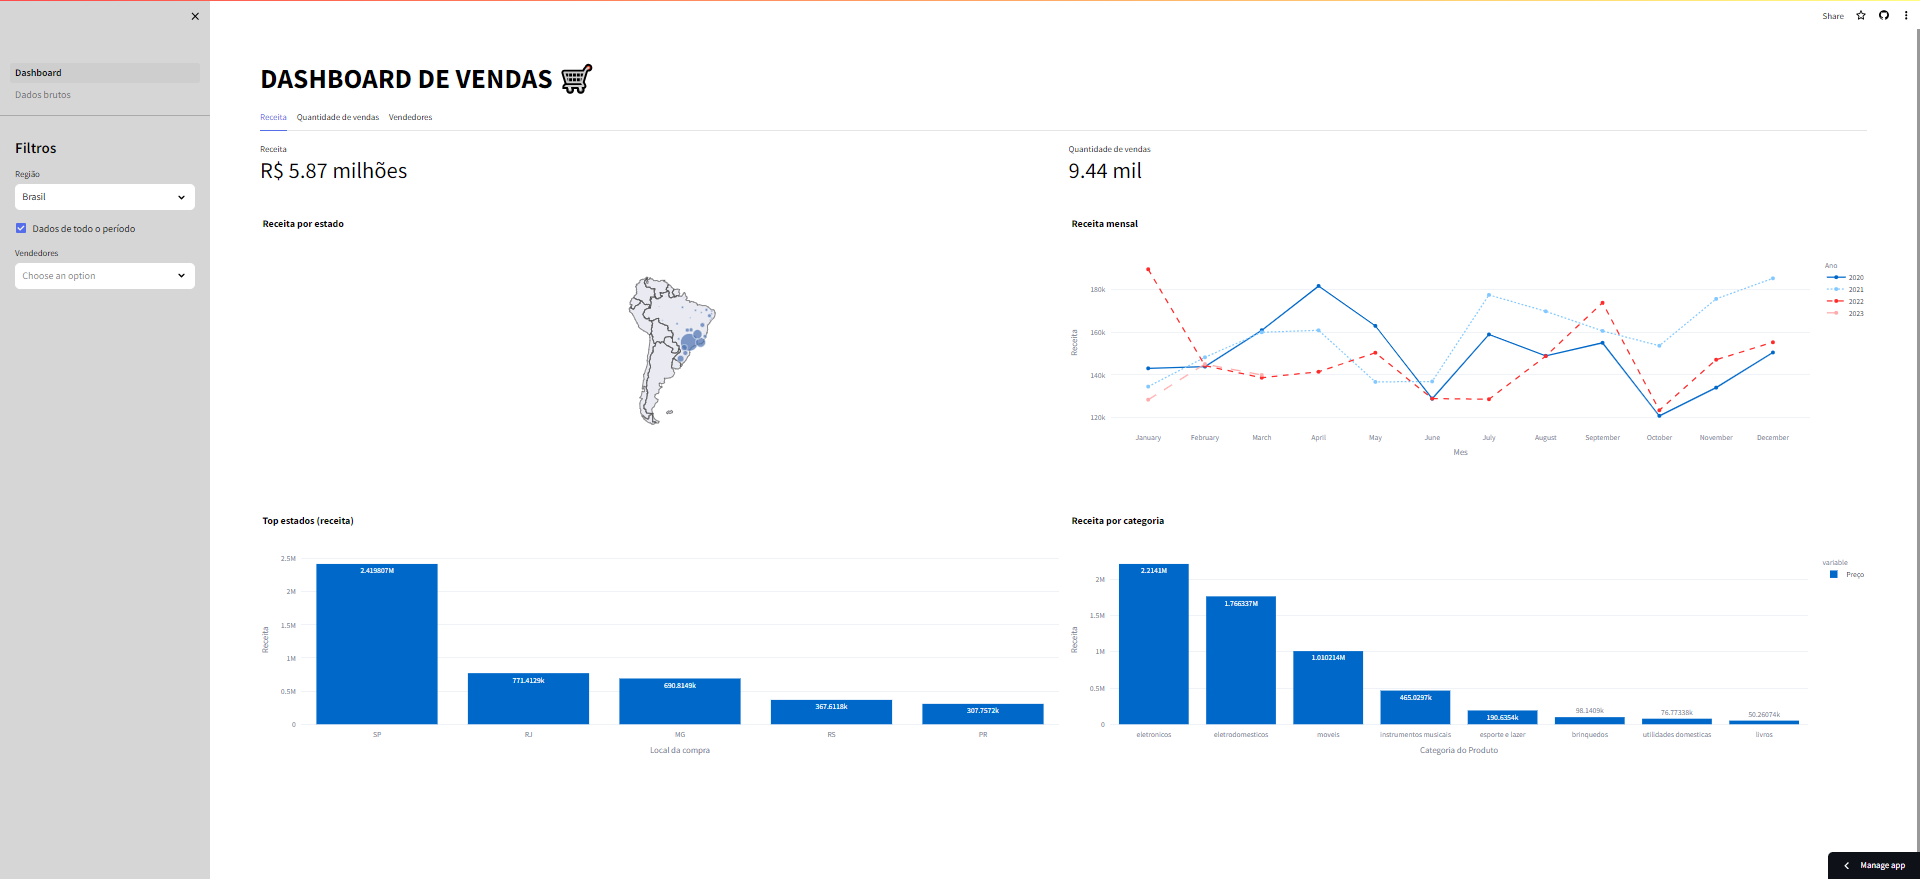 Share
Dashboard
Dados brutos
Filtros
Região
Brasil
Dados de todo o período
Vendedores
Choose an option
DASHBOARD DE VENDAS
Receita Quantidade de vendas Vendedores
Receita
R$ 5.87 milhões
Quantidade de vendas
9.44 mil
Receita por estado
Receita mensal
Receita
180k
160k
140k
120k
January February March April May June July August September October November December
Mes
Ano
2020
2021
2022
2023
Top estados (receita)
Receita
2.5M
2M
1.5M
1M
0.5M
0
2.419807M
771.4129k
690.8149k
367.6118k
307.7572k
SP RJ MG RS PR
Local da compra
Receita por categoria
Receita
2M
1.5M
1M
0.5M
0
2.2141M
1.766337M
1.010214M
465.0297k
190.6354k
98.1409k
76.77338k
50.26074k
eletronicos eletrodomesticos moveis instrumentos musicais esporte e lazer brinquedos utilidades domesticas livros
Categoria do Produto
variable
Preço
Manage app